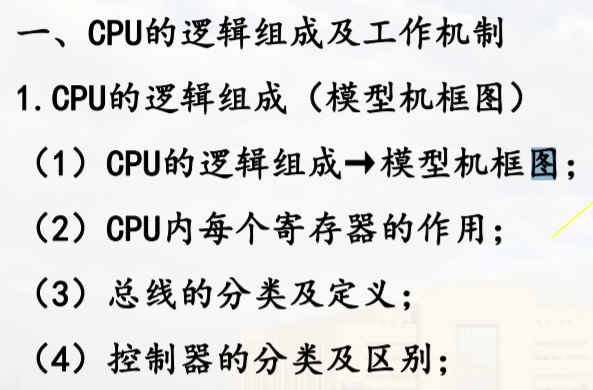 一、CPU的逻辑组成及工作机制
1.CPU的逻辑组成（模型机框图）
（1）CPU的逻辑组成→模型机框图；
（2）CPU内每个寄存器的作用；
（3）总线的分类及定义；
（4）控制器的分类及区别；